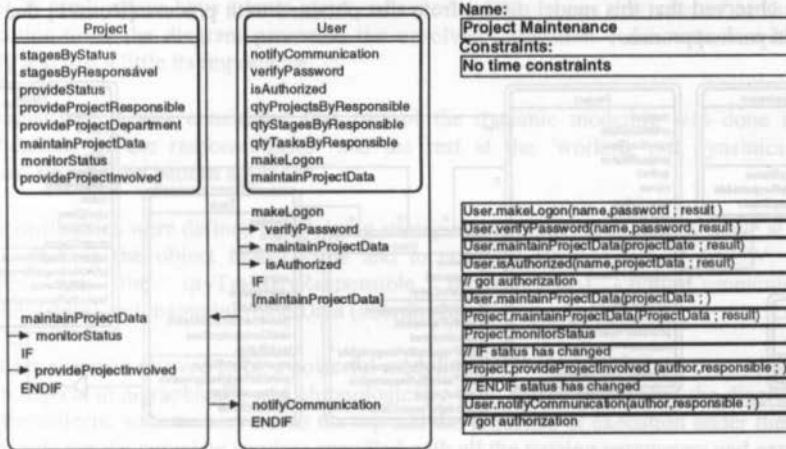 Project
stagesByStatus
stagesByResponsável
provideStatus
provideProjectResponsible
provideProjectDepartment
maintainProjectData
monitorStatus
provideProjectInvolved
maintainProjectData
monitorStatus
IF
provideProjectInvolved
ENDIF
User
notifyCommunication
verifyPassword
isAuthorized
qtyProjectsByResponsible
qtyStagesByResponsible
qtyTasksByResponsible
makeLogon
maintainProjectData
makeLogon
verifyPassword
maintainProjectData
isAuthorized
IF
[maintainProjectData]
notifyCommunication
ENDIF
Name:
Project Maintenance
Constraints:
No time constraints
User.makeLogon(name,password ; result )
User.verifyPassword(name,password, result )
User.maintainProjectData(projectDate ; result)
User.isAuthorized(name,projectData ; result)
// got authorization
User.maintainProjectData(projectData ; )
Project.maintainProjectData(ProjectData ; result)
Project.monitorStatus
// IF status has changed
Project.provideProjectInvolved (author,responsible ; )
// ENDIF status has changed
User.notifyCommunication(author,responsible ; )
// got authorization